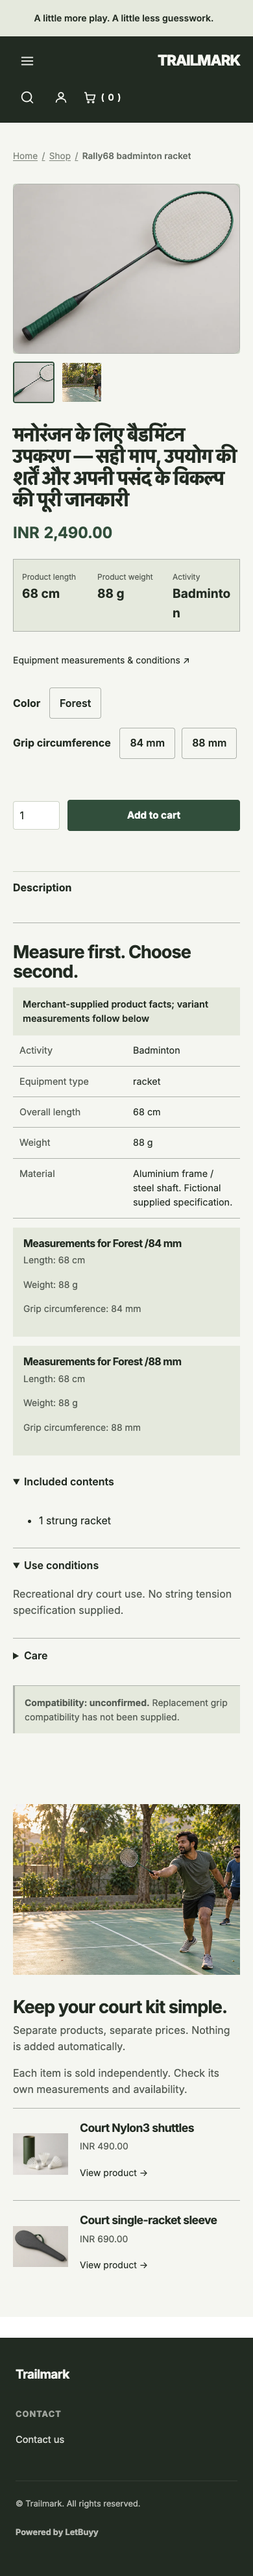 A little more play. A little less guesswork.
TRAILMARK
( 0 )
Home / Shop / Rally68 badminton racket
मनोरंजन के लिए बैडमिंटन
उपकरण — सही माप, उपयोग की
शर्तें और अपनी पसंद के विकल्प
की पूरी जानकारी
INR 2,490.00
Product length Product weight Activity
68 cm 88 g Badminto
n
Equipment measurements & conditions ↗
Color Forest
Grip circumference 84 mm 88 mm
1 Add to cart
Description
Measure first. Choose
second.
Merchant-supplied product facts; variant
measurements follow below
Activity Badminton
Equipment type racket
Overall length 68 cm
Weight 88 g
Material Aluminium frame /
steel shaft. Fictional
supplied specification.
Measurements for Forest /84 mm
Length: 68 cm
Weight: 88 g
Grip circumference: 84 mm
Measurements for Forest /88 mm
Length: 68 cm
Weight: 88 g
Grip circumference: 88 mm
▼ Included contents
• 1 strung racket
▼ Use conditions
Recreational dry court use. No string tension
specification supplied.
▶ Care
Compatibility: unconfirmed. Replacement grip
compatibility has not been supplied.
Keep your court kit simple.
Separate products, separate prices. Nothing
is added automatically.
Each item is sold independently. Check its
own measurements and availability.
Court Nylon3 shuttles
INR 490.00
View product →
Court single-racket sleeve
INR 690.00
View product →
Trailmark
CONTACT
Contact us
© Trailmark. All rights reserved.
Powered by LetBuyy